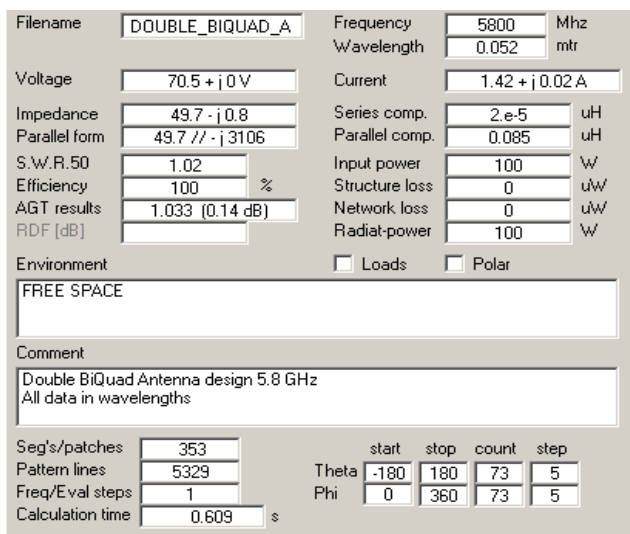 Filename DOUBLE_BIQUAD_A Frequency 5800 Mhz
Wavelength 0.052 mtr
Voltage 70.5 + j 0 V Current 1.42 + j 0.02 A
Impedance 49.7 - j 0.8 Series comp. 2.e-5 uH
Parallel form 49.7 // - j 3106 Parallel comp. 0.085 uH
S.W.R.50 1.02 Input power 100 W
Efficiency 100 % Structure loss 0 uW
AGT results 1.033 (0.14 dB) Network loss 0 uW
RDF [dB] Radiat-power 100 W
Environment Loads Polar
FREE SPACE
Comment
Double BiQuad Antenna design 5.8 GHz
All data in wavelengths
Seg's/patches 353 start stop count step
Pattern lines 5329 Theta -180 180 73 5
Freq/Eval steps 1 Phi 0 360 73 5
Calculation time 0.609 s